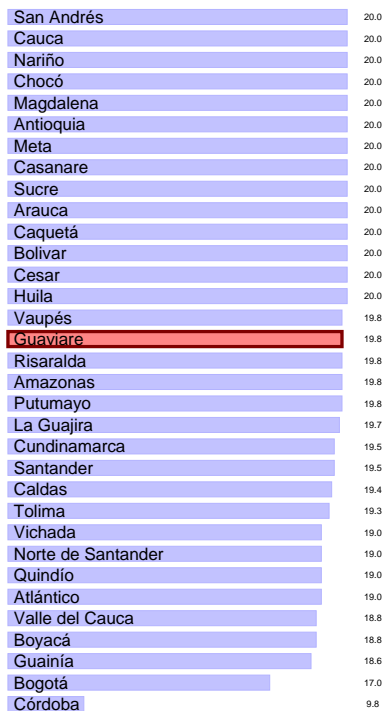 San Andrés 20.0
Cauca 20.0
Nariño 20.0
Chocó 20.0
Magdalena 20.0
Antioquia 20.0
Meta 20.0
Casanare 20.0
Sucre 20.0
Arauca 20.0
Caquetá 20.0
Bolivar 20.0
Cesar 20.0
Huila 20.0
Vaupés 19.8
Guaviare 19.8
Risaralda 19.8
Amazonas 19.8
Putumayo 19.8
La Guajira 19.7
Cundinamarca 19.5
Santander 19.5
Caldas 19.4
Tolima 19.3
Vichada 19.0
Norte de Santander 19.0
Quindío 19.0
Atlántico 19.0
Valle del Cauca 18.8
Boyacá 18.8
Guainía 18.6
Bogotá 17.0
Córdoba 9.8